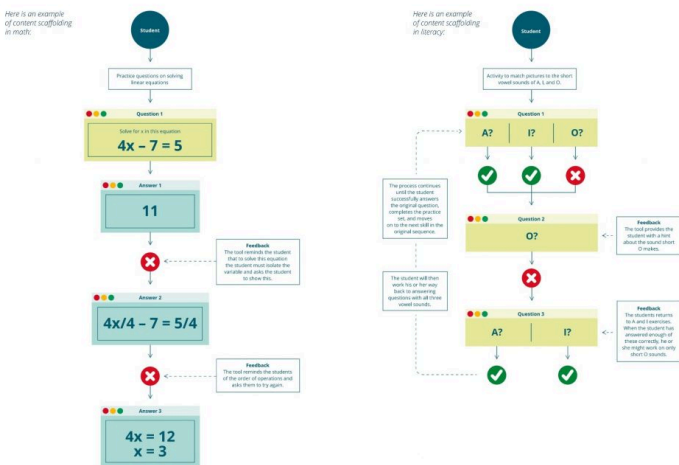 Here is an example
of content scaffolding
in math:
Student
Practice questions on solving
linear equations
Question 1
Solve for x in this equation
4x – 7 = 5
Answer 1
11
Feedback
The tool reminds the student
that to solve this equation
the student must isolate the
variable and asks the student
to show this.
Answer 2
4x/4 – 7 = 5/4
Feedback
The tool reminds the students
of the order of operations and
asks them to try again.
Answer 3
4x = 12
x = 3
Here is an example
of content scaffolding
in literacy:
Student
Activity to match pictures to the short
vowel sounds of A, I, and O.
Question 1
A?
I?
O?
The process continues
until the student
successfully answers
the original question,
completes the practice
set, and moves
on to the next skill in the
original sequence.
Question 2
O?
Feedback
The tool provides the
student with a hint
about the sound short
O makes.
The student will then
work his or her way
back to answering
questions with all three
vowel sounds.
Question 3
A?
I?
Feedback
The students returns
to A and I exercises.
When the student has
answered enough of
these correctly, he or
she might work on only
short O sounds.